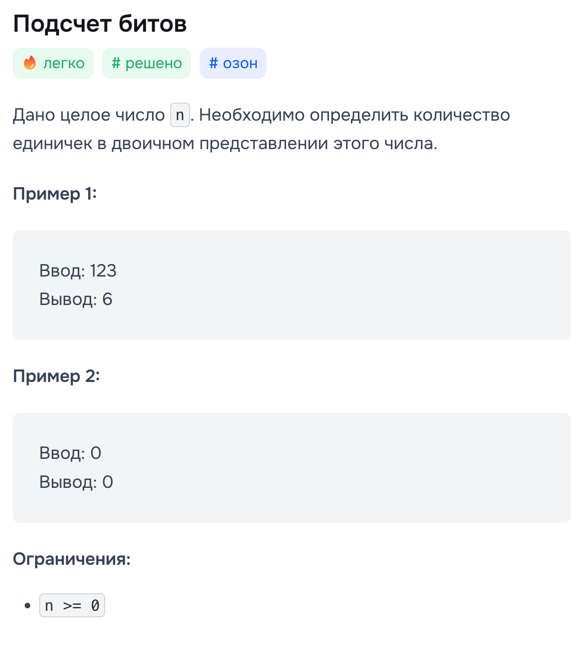 Подсчет битов
🔥 легко # решено # озон
Дано целое число n. Необходимо определить количество
единичек в двоичном представлении этого числа.
Пример 1:
Ввод: 123
Вывод: 6
Пример 2:
Ввод: 0
Вывод: 0
Ограничения:
• n >= 0